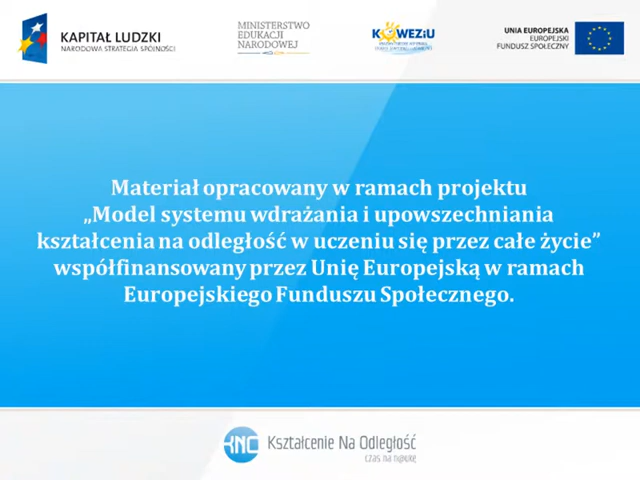 KAPITAŁ LUDZKI
NARODOWA STRATEGIA SPÓJNOŚCI
MINISTERSTWO
EDUKACJI
NARODOWEJ
KOWEZiU
UNIA EUROPEJSKA
EUROPEJSKI
FUNDUSZ SPOŁECZNY
Materiał opracowany w ramach projektu
„Model systemu wdrażania i upowszechniania
kształcenia na odległość w uczeniu się przez całe życie”
współfinansowany przez Unię Europejską w ramach
Europejskiego Funduszu Społecznego.
KNO Kształcenie Na Odległość
czas na naukę